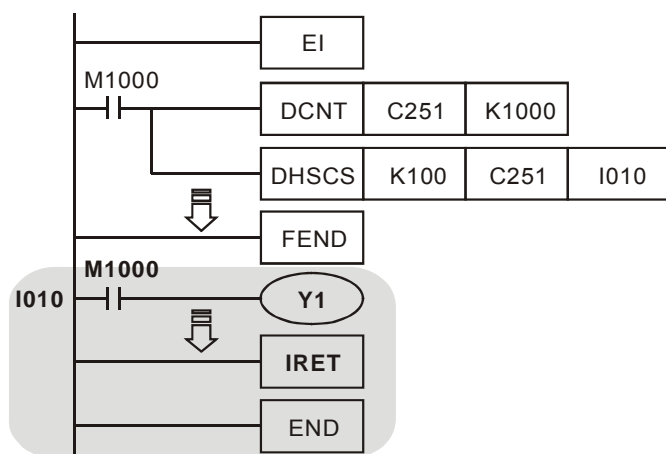 EI
M1000
DCNT C251 K1000
DHSCS K100 C251 I010
FEND
M1000
I010 Y1
IRET
END